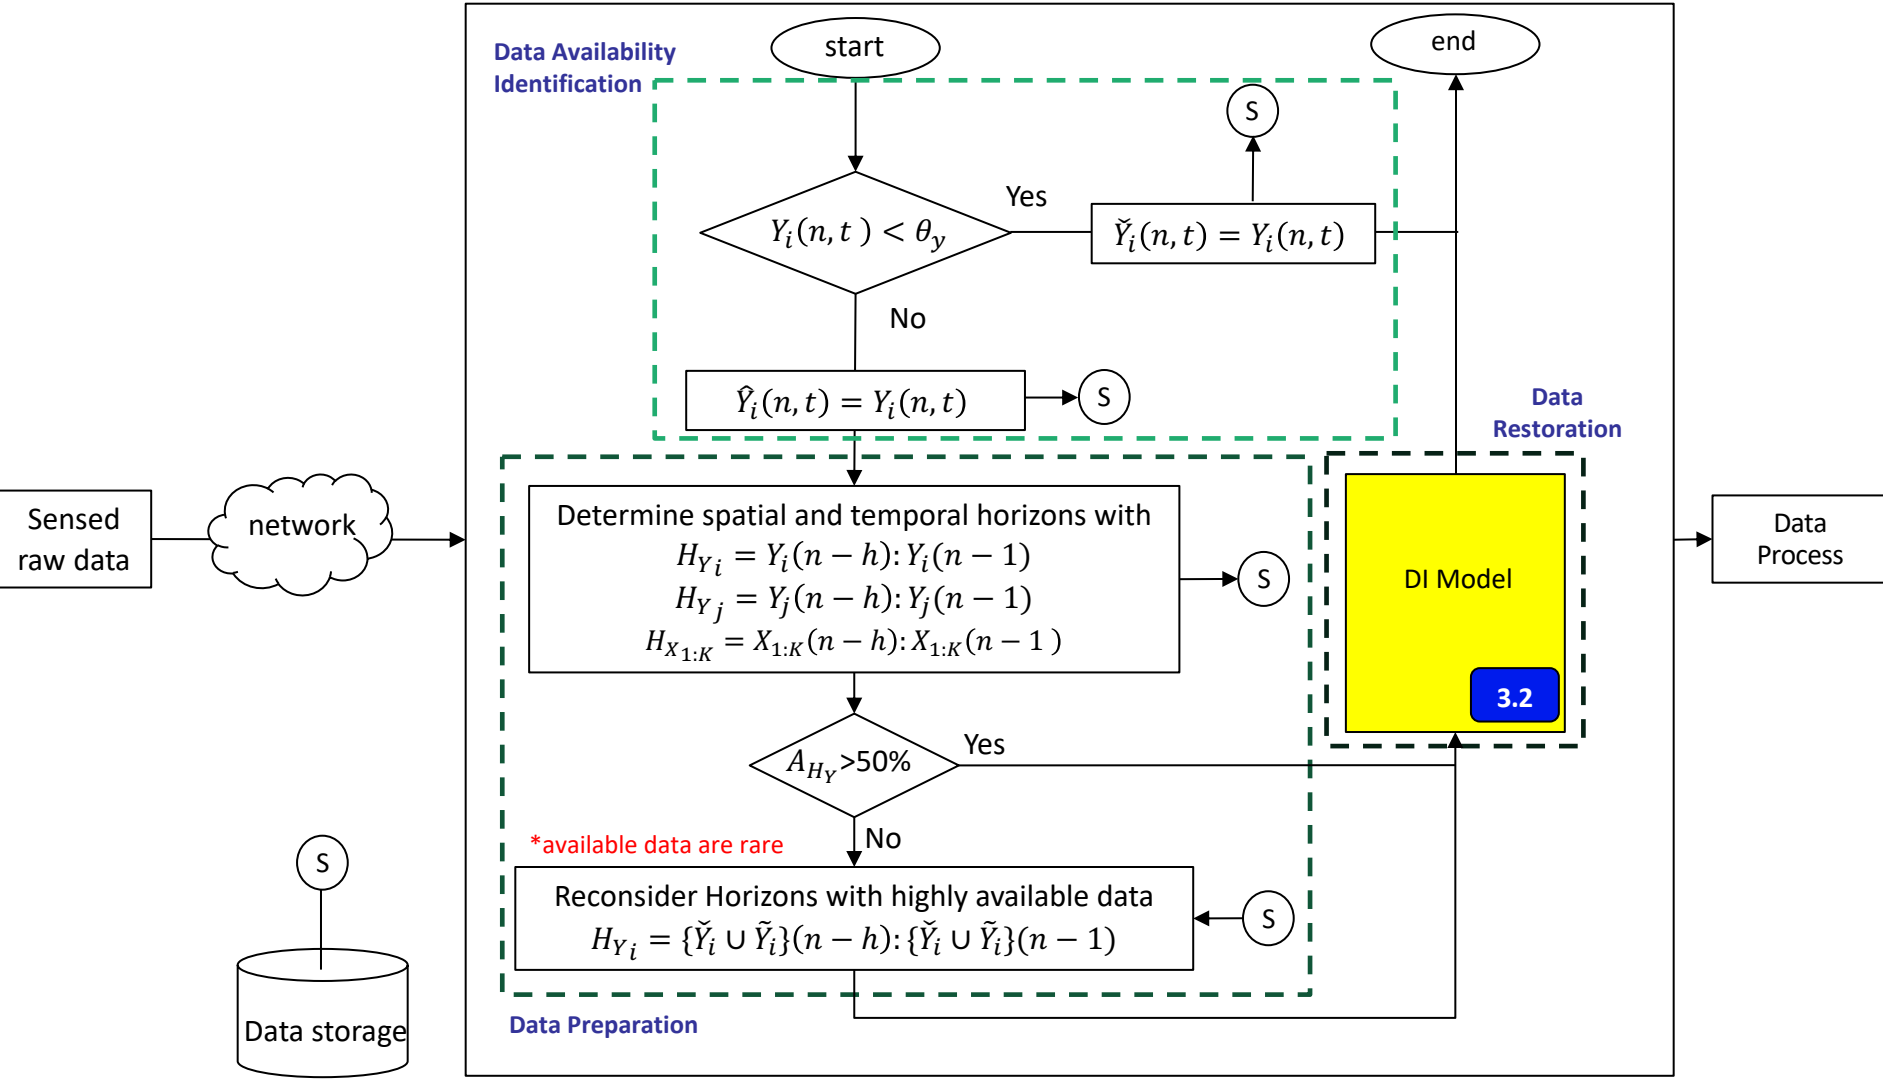 Data Availability
Identification
start
end
S
Yes
Y_i(n, t ) < θ_y
Y̌_i(n, t) = Y_i(n, t)
No
Ŷ_i(n, t) = Y_i(n, t)
S
Data
Restoration
Sensed
raw data
network
Determine spatial and temporal horizons with
H_{Y_i} = Y_i(n − h): Y_i(n − 1)
H_{Y_j} = Y_j(n − h): Y_j(n − 1)
H_{X_{1:K}} = X_{1:K}(n − h): X_{1:K}(n − 1 )
S
DI Model
3.2
Data
Process
A_{H_Y}>50%
Yes
No
*available data are rare
Reconsider Horizons with highly available data
H_{Y_i} = {Y̌_i ∪ Ỹ_i}(n − h): {Y̌_i ∪ Ỹ_i}(n − 1)
S
Data Preparation
S
Data storage